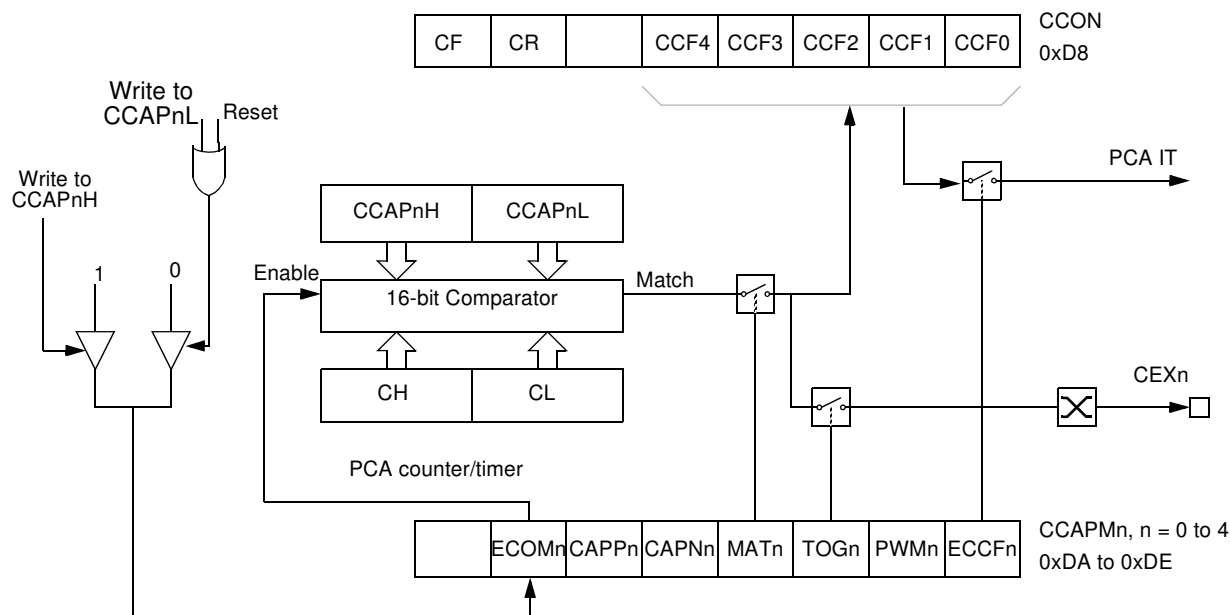 CF CR CCF4 CCF3 CCF2 CCF1 CCF0
CCON
0xD8
Write to
CCAPnL
Reset
Write to
CCAPnH
PCA IT
CCAPnH CCAPnL
1 0
Enable
16-bit Comparator
Match
CH CL
CEXn
PCA counter/timer
ECOMn CAPPn CAPNn MATn TOGn PWMn ECCFn
CCAPMn, n = 0 to 4
0xDA to 0xDE